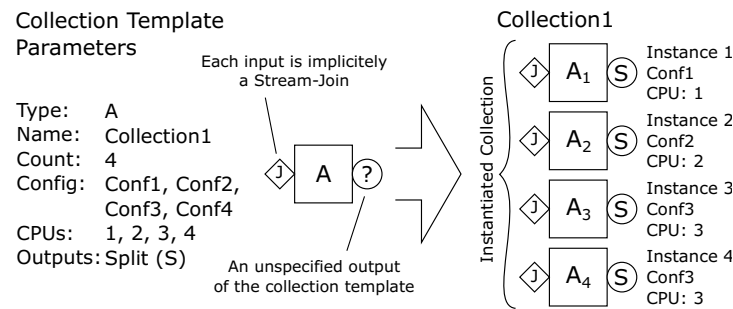 Collection Template
Parameters
Type: A
Name: Collection1
Count: 4
Config: Conf1, Conf2,
Conf3, Conf4
CPUs: 1, 2, 3, 4
Outputs: Split (S)
Each input is implicitely
a Stream-Join
J A ?
An unspecified output
of the collection template
Collection1
Instantiated Collection
J A1 S
Instance 1
Conf1
CPU: 1
J A2 S
Instance 2
Conf2
CPU: 2
J A3 S
Instance 3
Conf3
CPU: 3
J A4 S
Instance 4
Conf3
CPU: 3